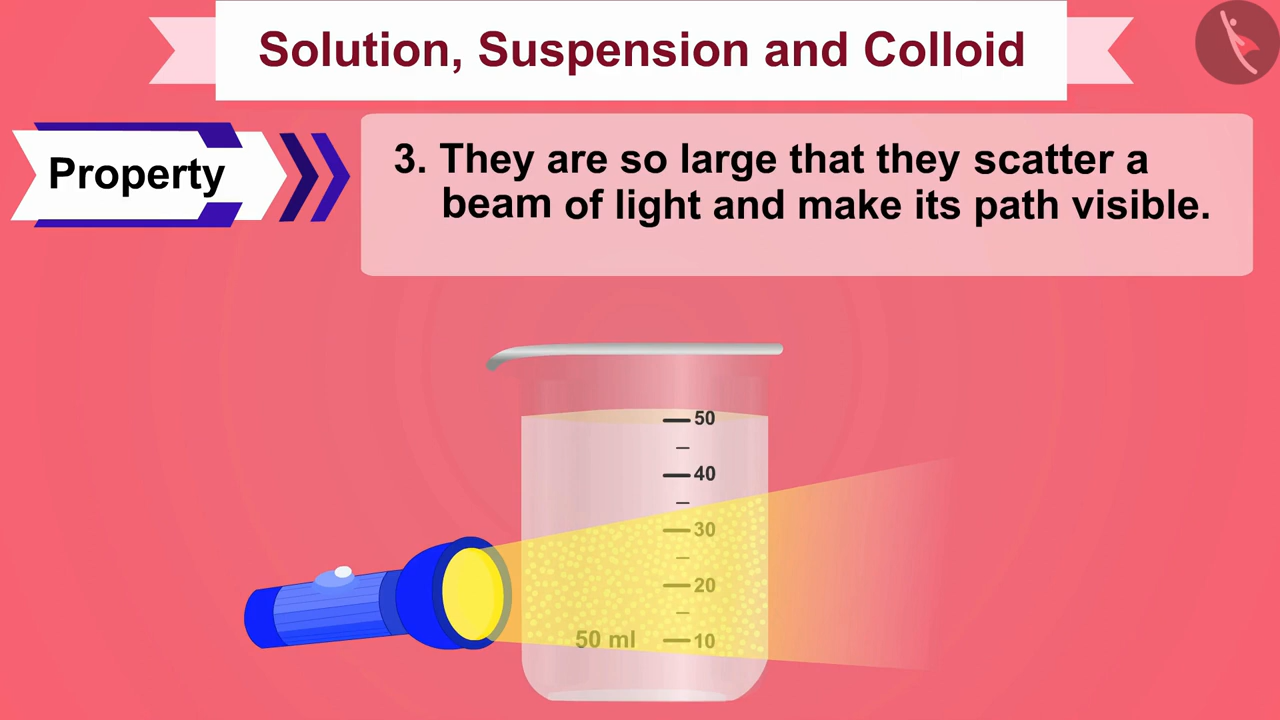 Solution, Suspension and Colloid
Property
3. They are so large that they scatter a
beam of light and make its path visible.
50
40
30
20
50 ml
10